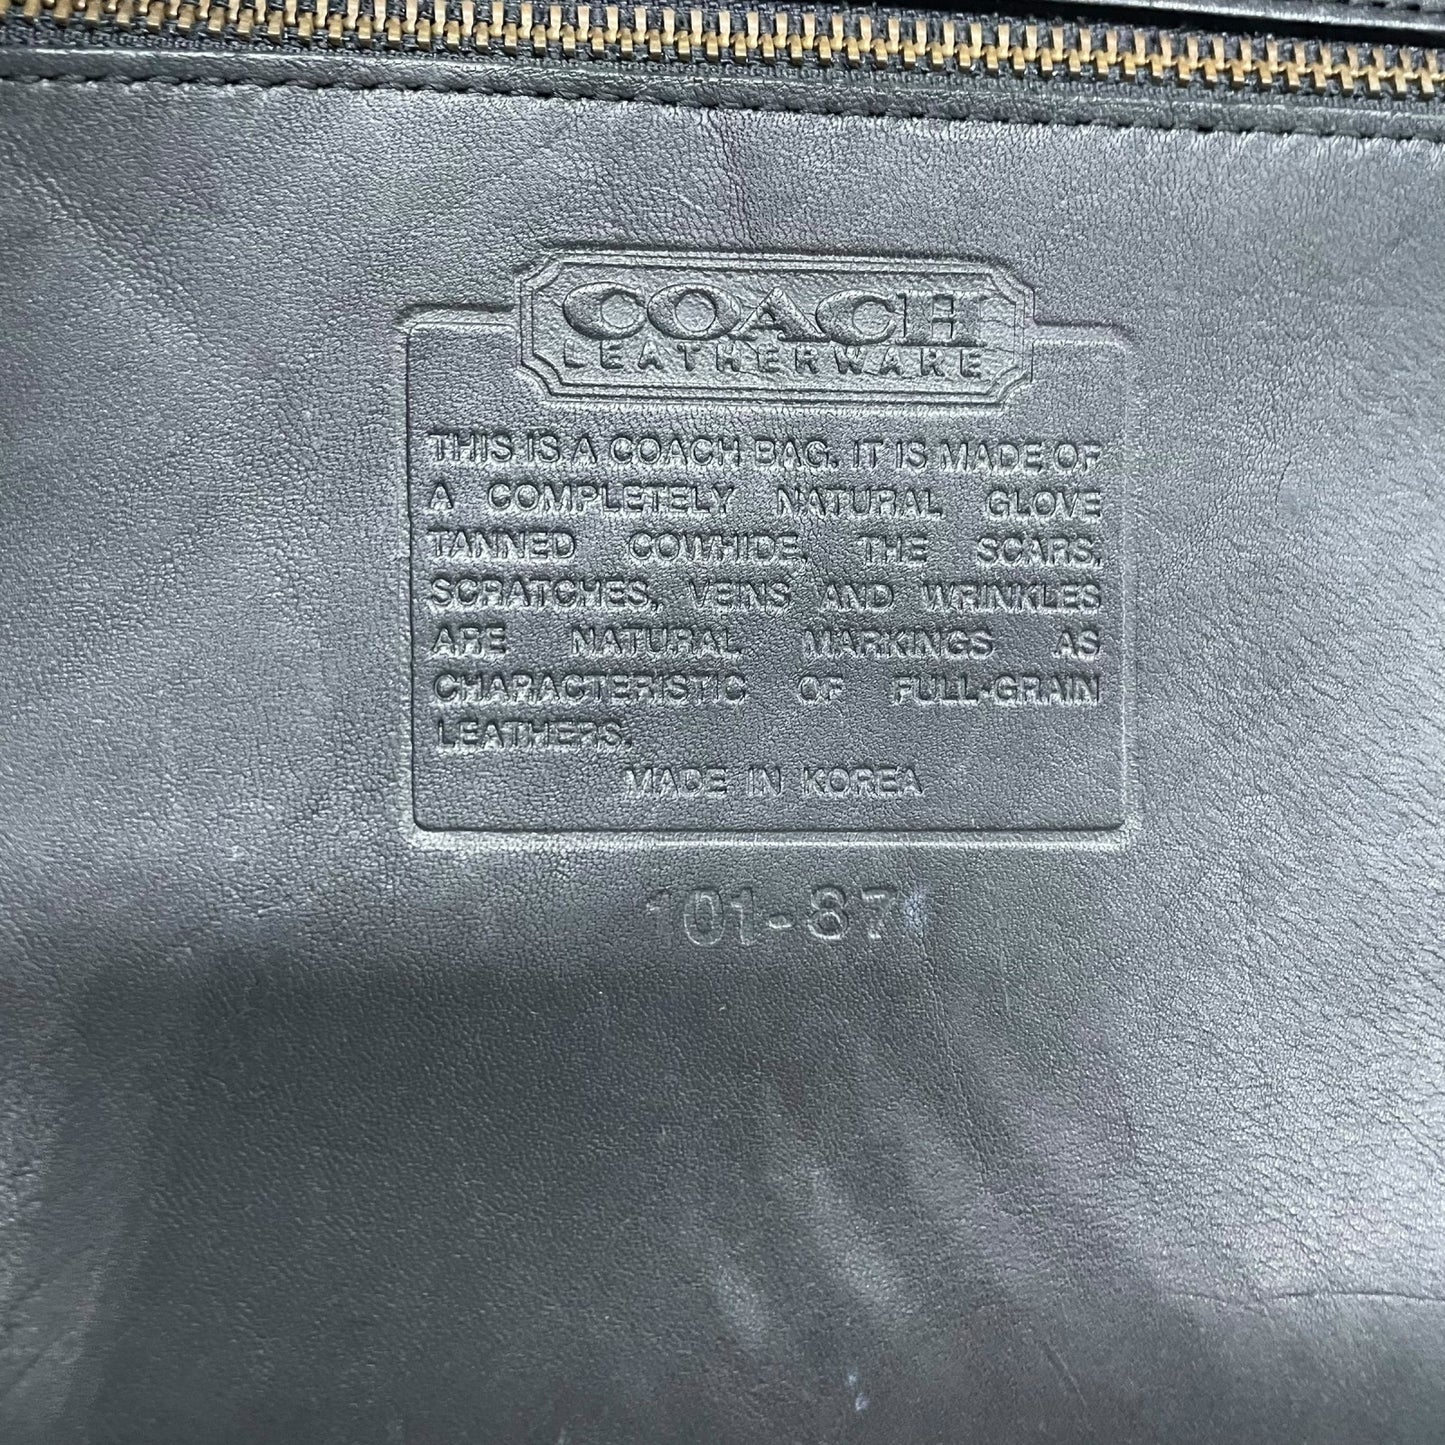 COACH
LEATHERWARE
THIS IS A COACH BAG. IT IS MADE OF
A COMPLETELY NATURAL GLOVE
TANNED COWHIDE, THE SCARS,
SCRATCHES, VEINS AND WRINKLES
ARE NATURAL MARKINGS AS
CHARACTERISTIC OF FULL-GRAIN
LEATHERS.
MADE IN KOREA